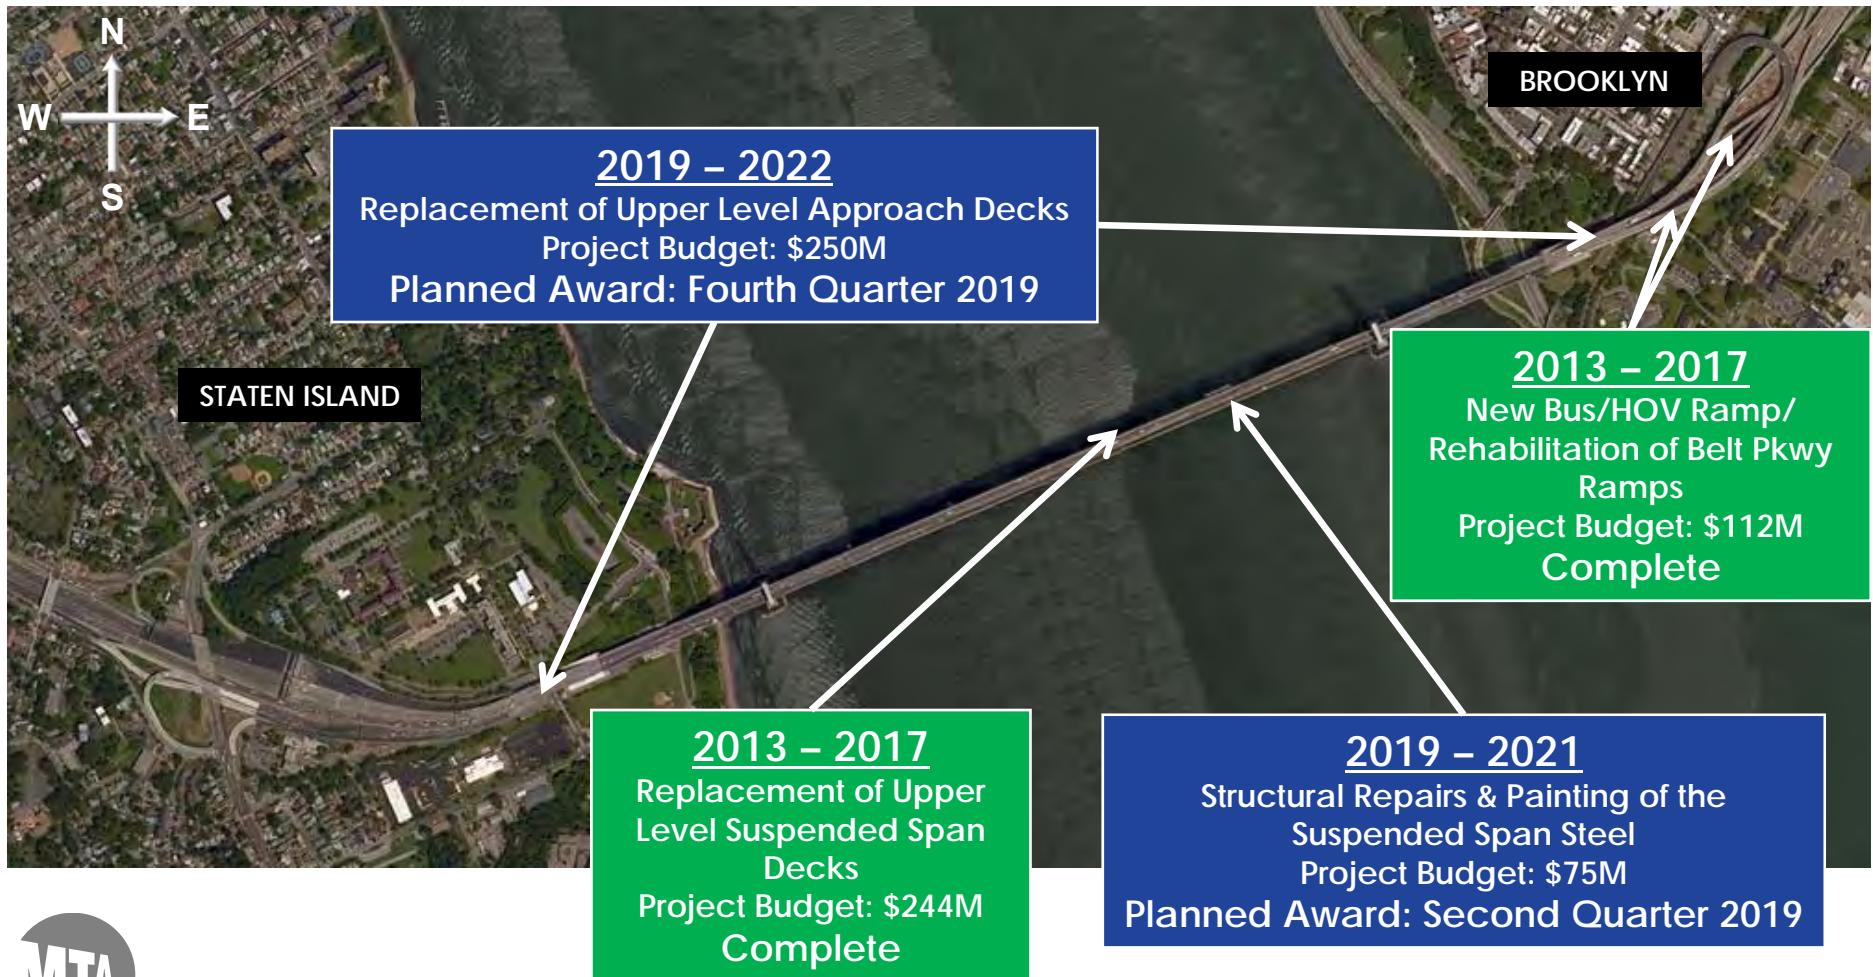 N
W
E
S
BROOKLYN
2019 – 2022
Replacement of Upper Level Approach Decks
Project Budget: $250M
Planned Award: Fourth Quarter 2019
STATEN ISLAND
2013 – 2017
New Bus/HOV Ramp/
Rehabilitation of Belt Pkwy
Ramps
Project Budget: $112M
Complete
2013 – 2017
Replacement of Upper
Level Suspended Span
Decks
Project Budget: $244M
Complete
2019 – 2021
Structural Repairs & Painting of the
Suspended Span Steel
Project Budget: $75M
Planned Award: Second Quarter 2019
MTA